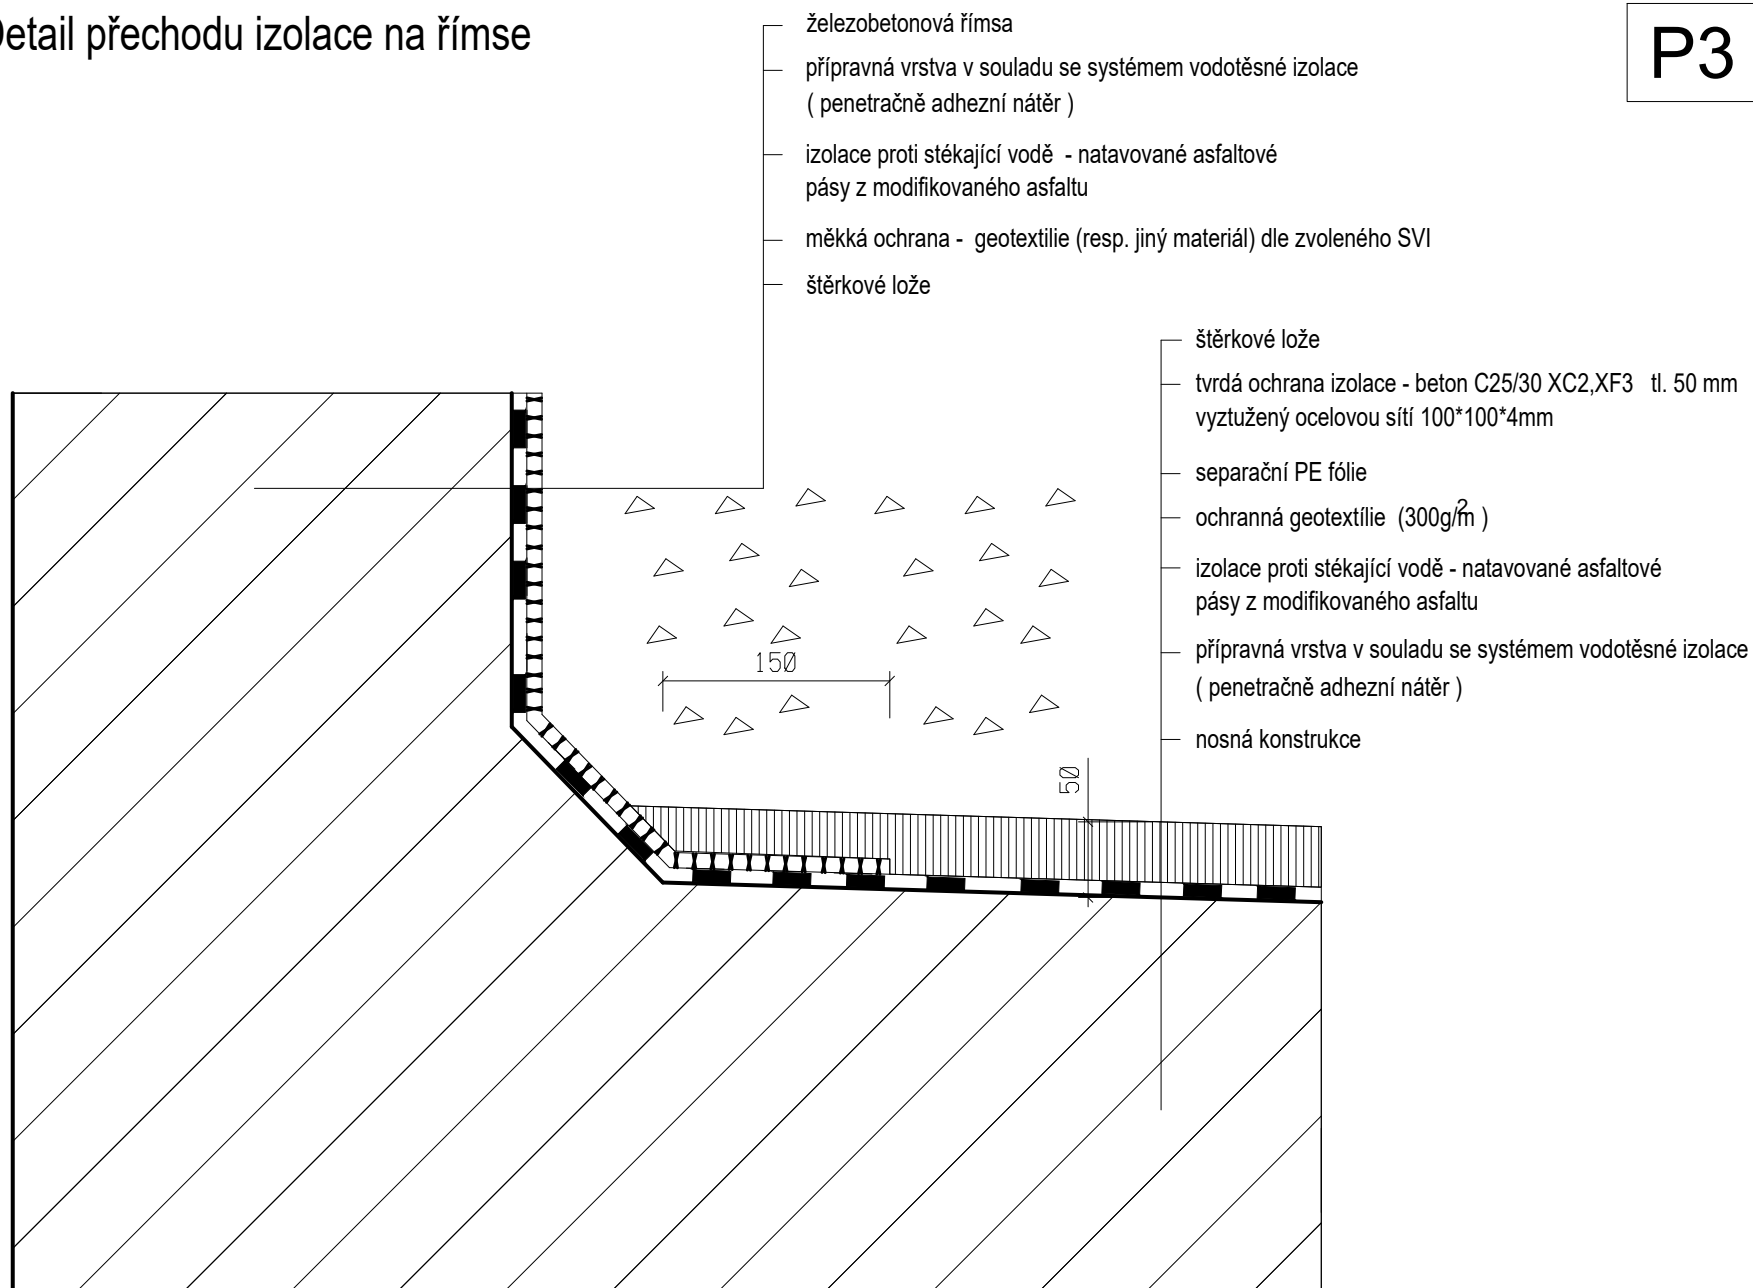 Detail přechodu izolace na římse
P3
železobetonová římsa
přípravná vrstva v souladu se systémem vodotěsné izolace
( penetračně adhezní nátěr )
izolace proti stékající vodě - natavované asfaltové
pásy z modifikovaného asfaltu
měkká ochrana - geotextilie (resp. jiný materiál) dle zvoleného SVI
štěrkové lože
štěrkové lože
tvrdá ochrana izolace - beton C25/30 XC2,XF3 tl. 50 mm
vyztužený ocelovou sítí 100*100*4mm
separační PE fólie
ochranná geotextílie (300g/m²)
izolace proti stékající vodě - natavované asfaltové
pásy z modifikovaného asfaltu
přípravná vrstva v souladu se systémem vodotěsné izolace
( penetračně adhezní nátěr )
nosná konstrukce
150
50